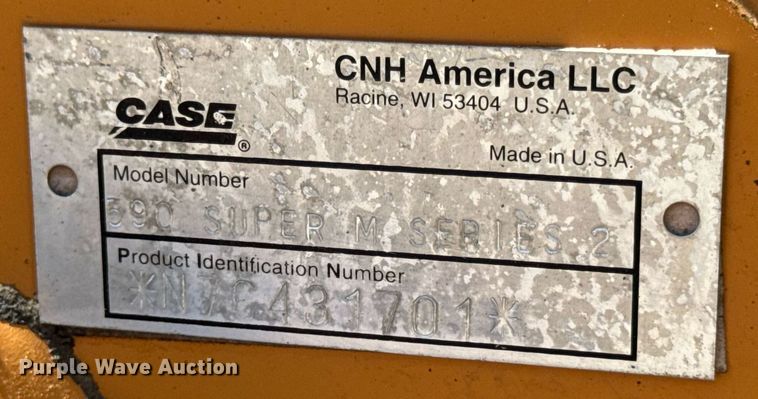 CNH America LLC
Racine, WI 53404 U.S.A.
CASE®
Made in U.S.A.
Model Number
590 SUPER M SERIES 2
Product Identification Number
*N7C431701*
Purple Wave Auction